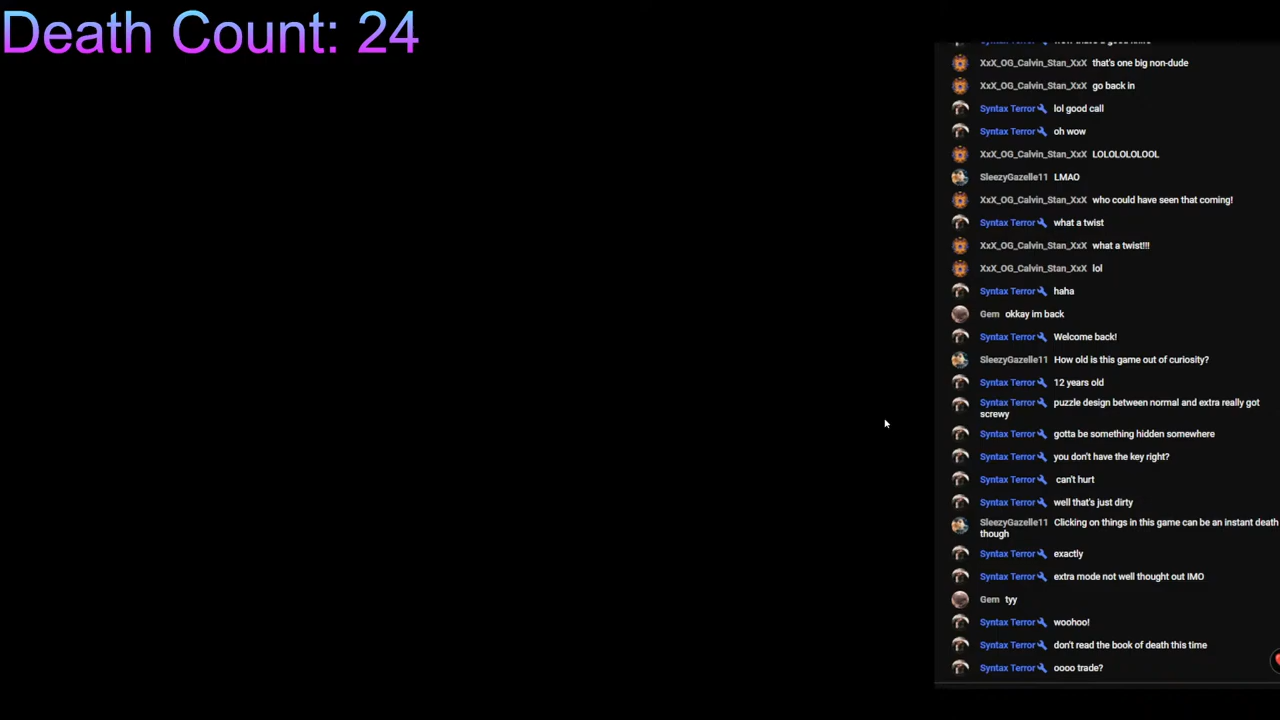 Death Count: 24
XxX_OG_Calvin_Stan_XxX that's one big non-dude
XxX_OG_Calvin_Stan_XxX go back in
Syntax Terror lol good call
Syntax Terror oh wow
XxX_OG_Calvin_Stan_XxX LOLOLOLOLOOL
SleezyGazelle11 LMAO
XxX_OG_Calvin_Stan_XxX who could have seen that coming!
Syntax Terror what a twist
XxX_OG_Calvin_Stan_XxX what a twist!!!
XxX_OG_Calvin_Stan_XxX lol
Syntax Terror haha
Gem okkay im back
Syntax Terror Welcome back!
SleezyGazelle11 How old is this game out of curiosity?
Syntax Terror 12 years old
Syntax Terror puzzle design between normal and extra really got
screwy
Syntax Terror gotta be something hidden somewhere
Syntax Terror you don't have the key right?
Syntax Terror can't hurt
Syntax Terror well that's just dirty
SleezyGazelle11 Clicking on things in this game can be an instant death
though
Syntax Terror exactly
Syntax Terror extra mode not well thought out IMO
Gem tyy
Syntax Terror woohoo!
Syntax Terror don't read the book of death this time
Syntax Terror oooo trade?